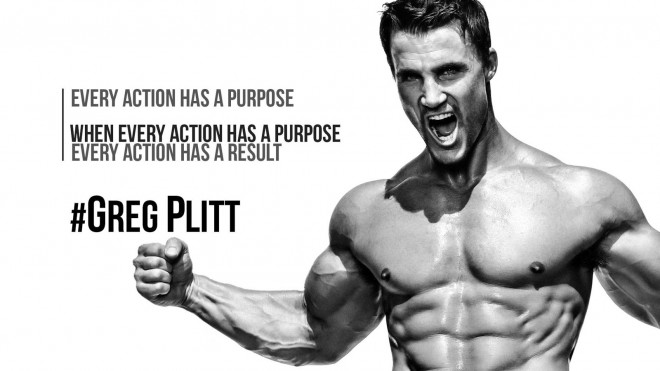 EVERY ACTION HAS A PURPOSE
WHEN EVERY ACTION HAS A PURPOSE
EVERY ACTION HAS A RESULT
#GREG PLITT